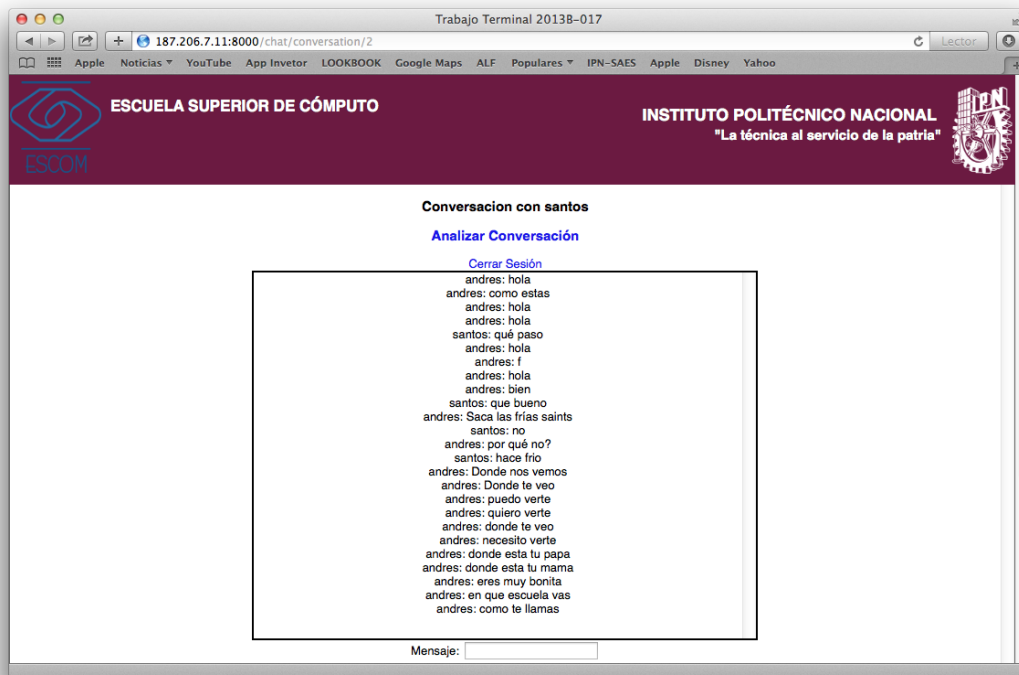 Trabajo Terminal 2013B-017
187.206.7.11:8000/chat/conversation/2
Lector
Apple Noticias YouTube App Invetor LOOKBOOK Google Maps ALF Populares IPN-SAES Apple Disney Yahoo
ESCUELA SUPERIOR DE CÓMPUTO
INSTITUTO POLITÉCNICO NACIONAL
"La técnica al servicio de la patria"
ESCOM
IPN
Conversacion con santos
Analizar Conversación
Cerrar Sesión
andres: hola
andres: como estas
andres: hola
andres: hola
santos: qué paso
andres: hola
andres: f
andres: hola
andres: bien
santos: que bueno
andres: Saca las frías saints
santos: no
andres: por qué no?
santos: hace frio
andres: Donde nos vemos
andres: Donde te veo
andres: puedo verte
andres: quiero verte
andres: donde te veo
andres: necesito verte
andres: donde esta tu papa
andres: donde esta tu mama
andres: eres muy bonita
andres: en que escuela vas
andres: como te llamas
Mensaje: